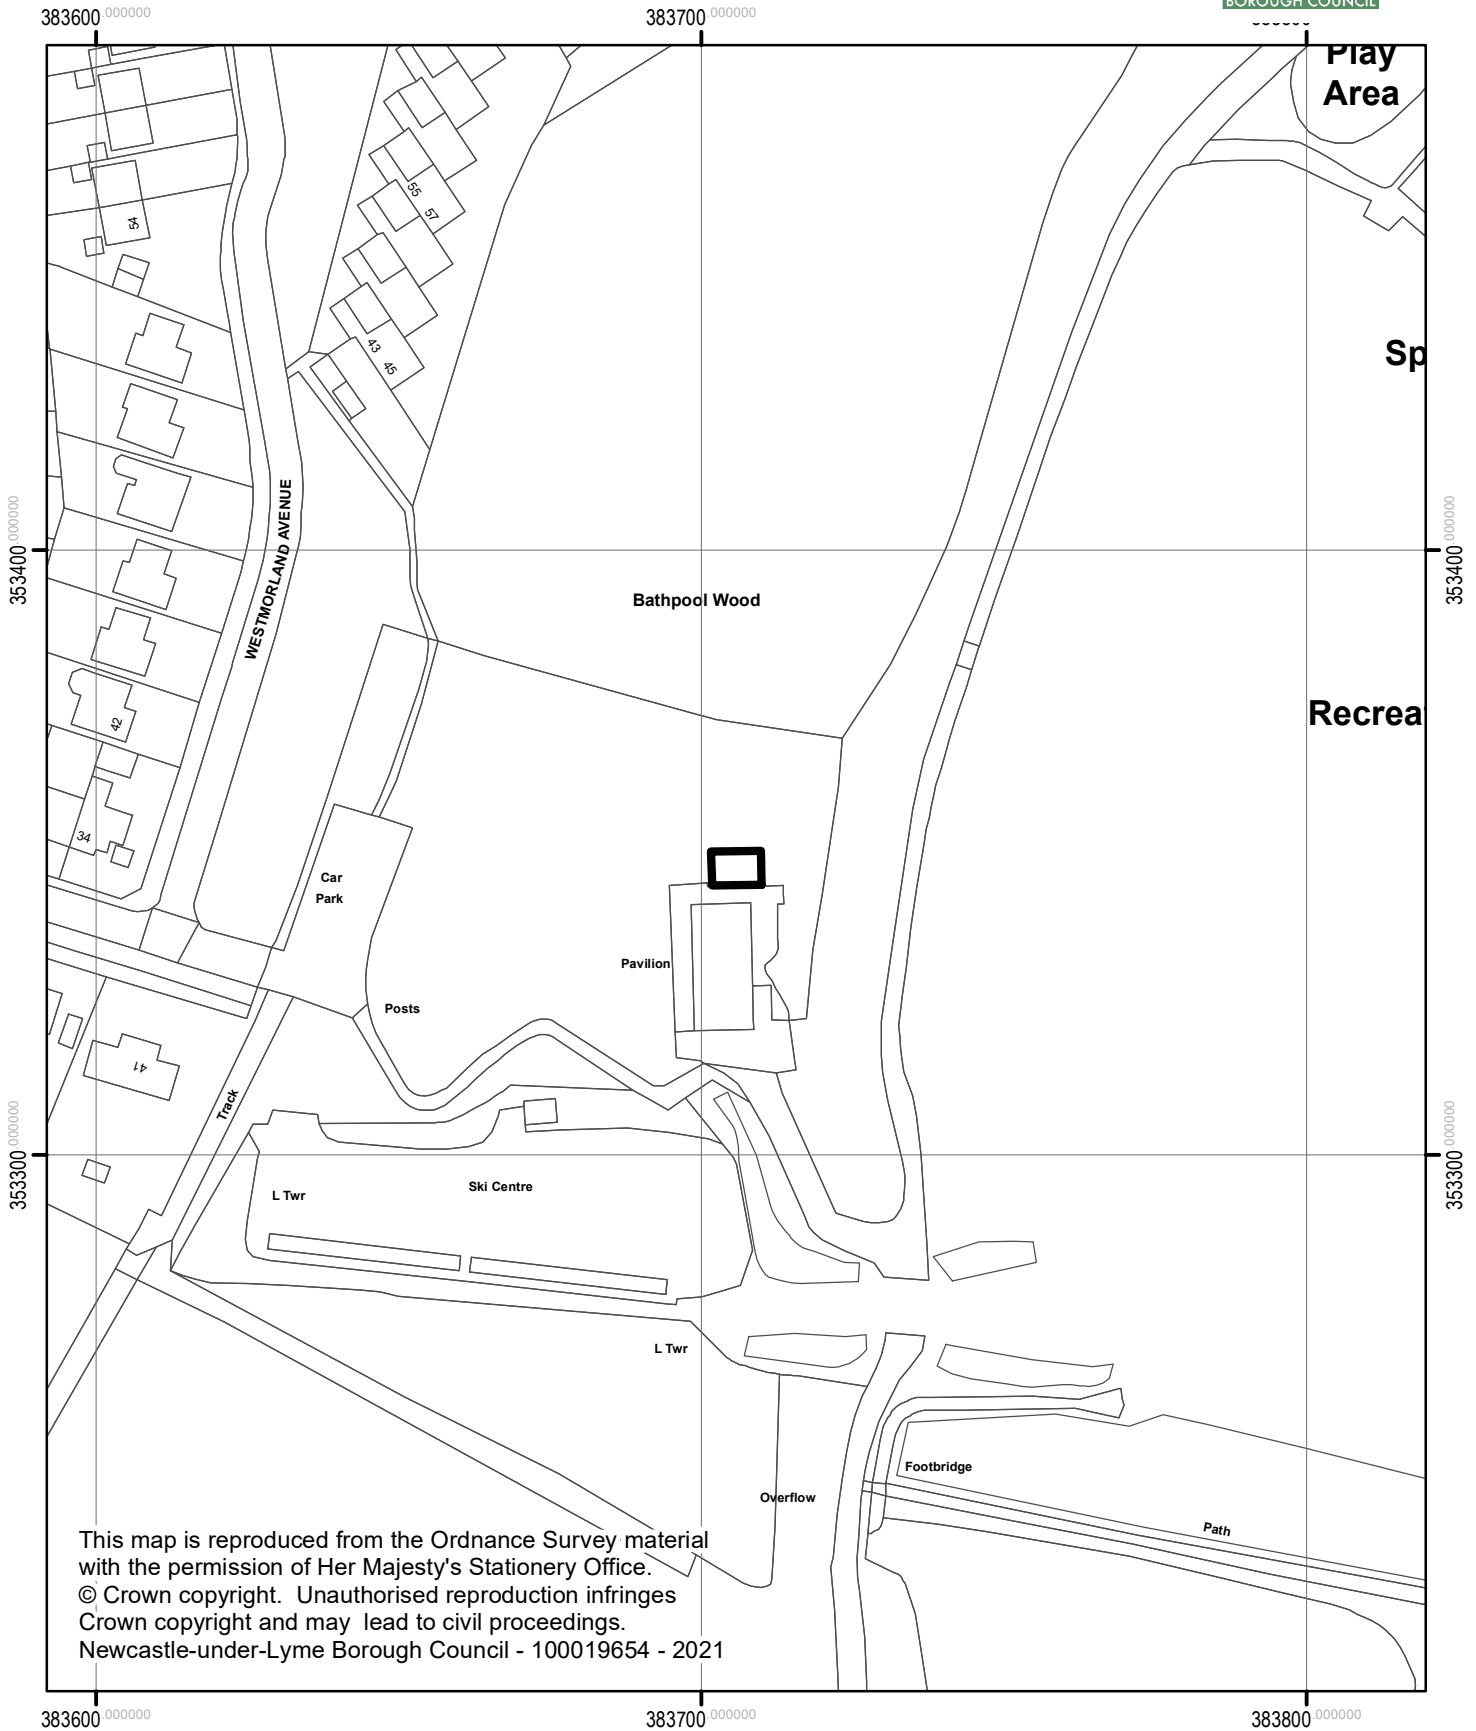 BOROUGH COUNCIL
383600.000000
383700.000000
Play
Area
55
57
54
Sp
43
45
353400.000000
353400.000000
WESTMORLAND AVENUE
Bathpool Wood
42
Recrea
34
Car
Park
Pavilion
Posts
41
Track
353300.000000
353300.000000
L Twr
Ski Centre
L Twr
Footbridge
Overflow
Path
This map is reproduced from the Ordnance Survey material
with the permission of Her Majesty's Stationery Office.
© Crown copyright. Unauthorised reproduction infringes
Crown copyright and may lead to civil proceedings.
Newcastle-under-Lyme Borough Council - 100019654 - 2021
383600.000000
383700.000000
383800.000000